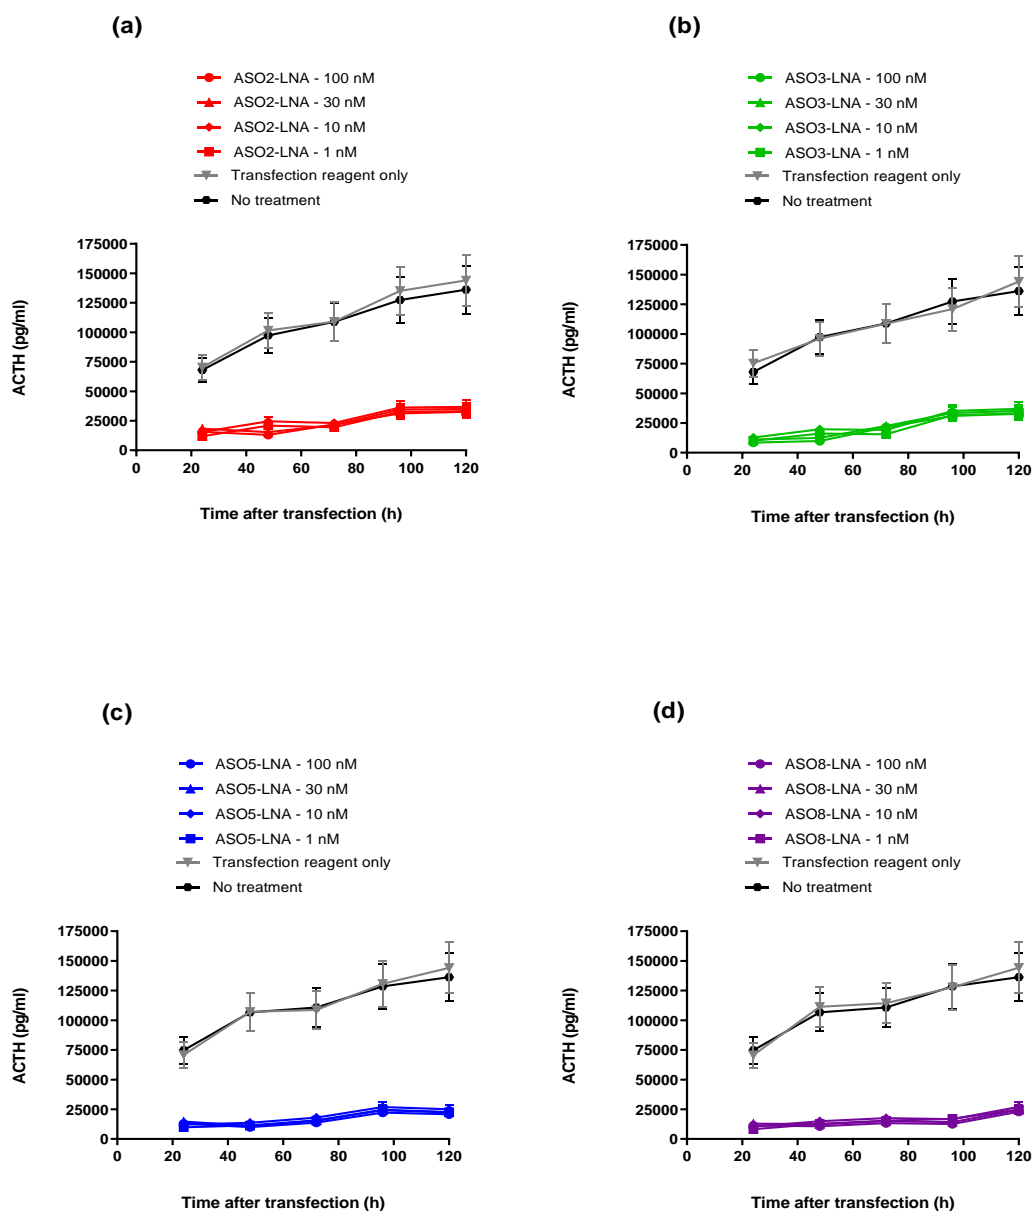 (a)
ASO2-LNA - 100 nM
ASO2-LNA - 30 nM
ASO2-LNA - 10 nM
ASO2-LNA - 1 nM
Transfection reagent only
No treatment
175000
150000
125000
100000
75000
50000
25000
0
0 20 40 60 80 100 120
ACTH (pg/ml)
Time after transfection (h)
(b)
ASO3-LNA - 100 nM
ASO3-LNA - 30 nM
ASO3-LNA - 10 nM
ASO3-LNA - 1 nM
Transfection reagent only
No treatment
175000
150000
125000
100000
75000
50000
25000
0
0 20 40 60 80 100 120
ACTH (pg/ml)
Time after transfection (h)
(c)
ASO5-LNA - 100 nM
ASO5-LNA - 30 nM
ASO5-LNA - 10 nM
ASO5-LNA - 1 nM
Transfection reagent only
No treatment
175000
150000
125000
100000
75000
50000
25000
0
0 20 40 60 80 100 120
ACTH (pg/ml)
Time after transfection (h)
(d)
ASO8-LNA - 100 nM
ASO8-LNA - 30 nM
ASO8-LNA - 10 nM
ASO8-LNA - 1 nM
Transfection reagent only
No treatment
175000
150000
125000
100000
75000
50000
25000
0
0 20 40 60 80 100 120
ACTH (pg/ml)
Time after transfection (h)